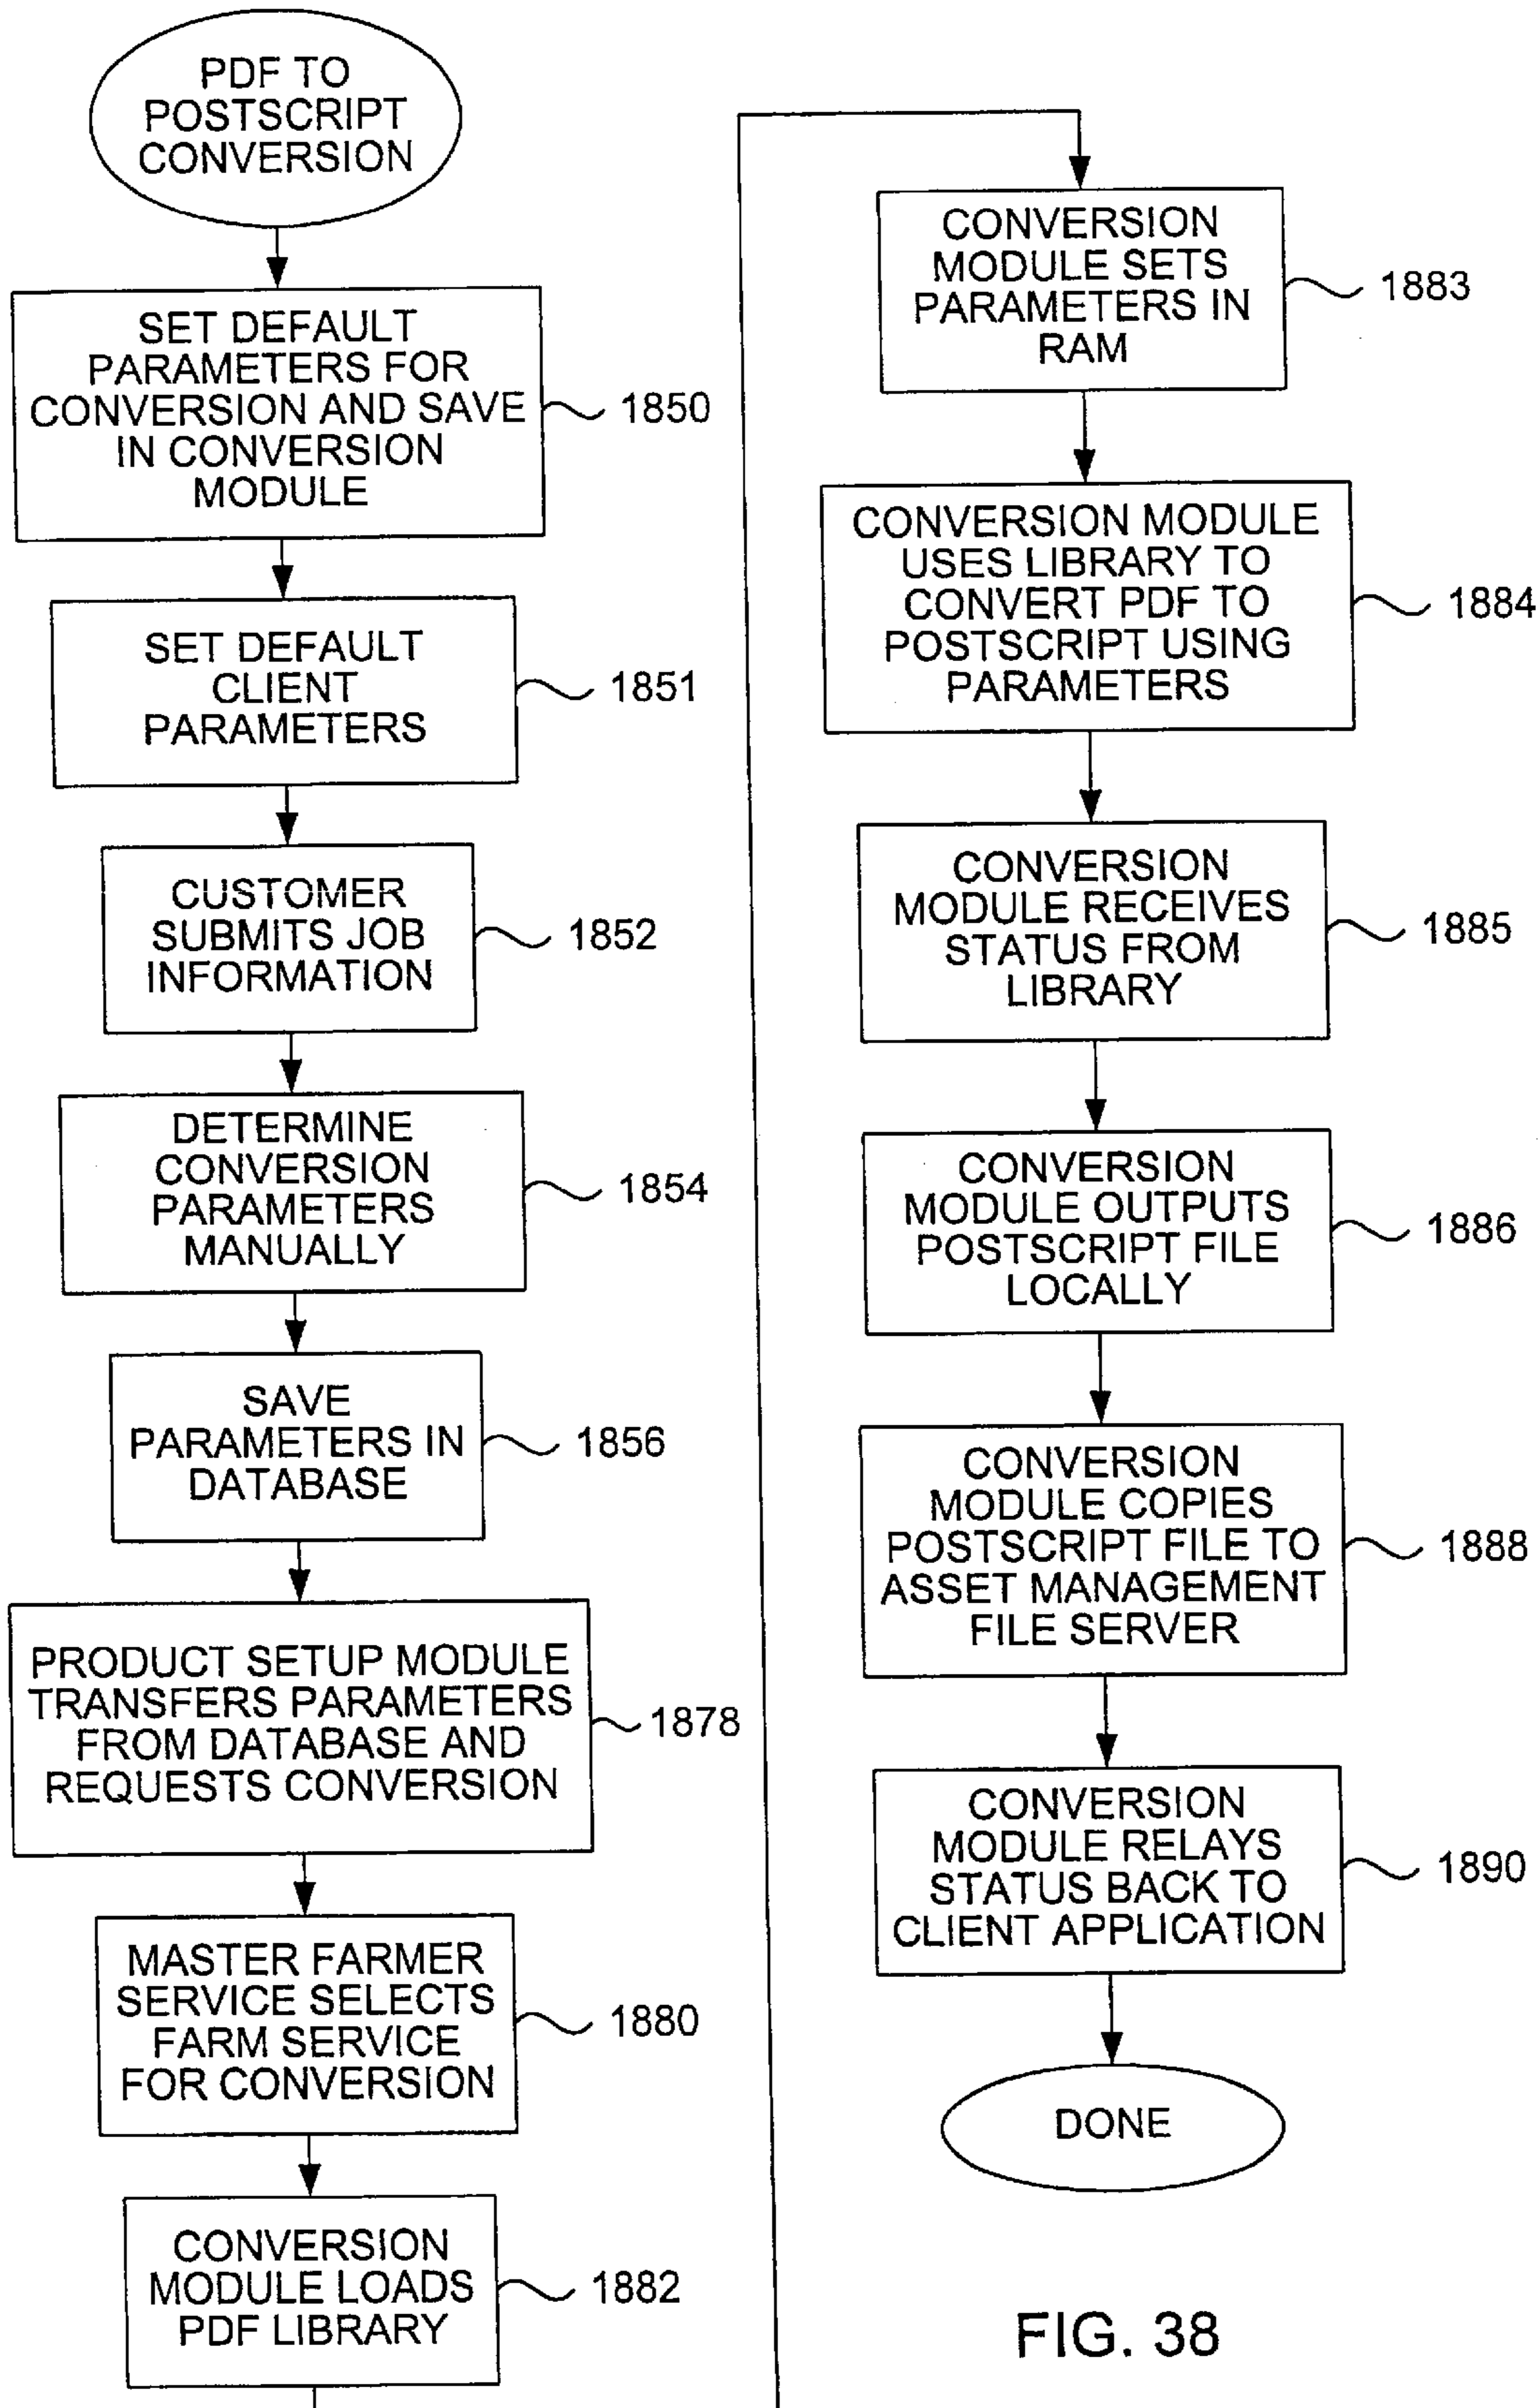 PDF TO
POSTSCRIPT
CONVERSION
SET DEFAULT
PARAMETERS FOR
CONVERSION AND SAVE
IN CONVERSION
MODULE
1850
SET DEFAULT
CLIENT
PARAMETERS
1851
CUSTOMER
SUBMITS JOB
INFORMATION
1852
DETERMINE
CONVERSION
PARAMETERS
MANUALLY
1854
SAVE
PARAMETERS IN
DATABASE
1856
PRODUCT SETUP MODULE
TRANSFERS PARAMETERS
FROM DATABASE AND
REQUESTS CONVERSION
1878
MASTER FARMER
SERVICE SELECTS
FARM SERVICE
FOR CONVERSION
1880
CONVERSION
MODULE LOADS
PDF LIBRARY
1882
CONVERSION
MODULE SETS
PARAMETERS IN
RAM
1883
CONVERSION MODULE
USES LIBRARY TO
CONVERT PDF TO
POSTSCRIPT USING
PARAMETERS
1884
CONVERSION
MODULE RECEIVES
STATUS FROM
LIBRARY
1885
CONVERSION
MODULE OUTPUTS
POSTSCRIPT FILE
LOCALLY
1886
CONVERSION
MODULE COPIES
POSTSCRIPT FILE TO
ASSET MANAGEMENT
FILE SERVER
1888
CONVERSION
MODULE RELAYS
STATUS BACK TO
CLIENT APPLICATION
1890
DONE
FIG. 38